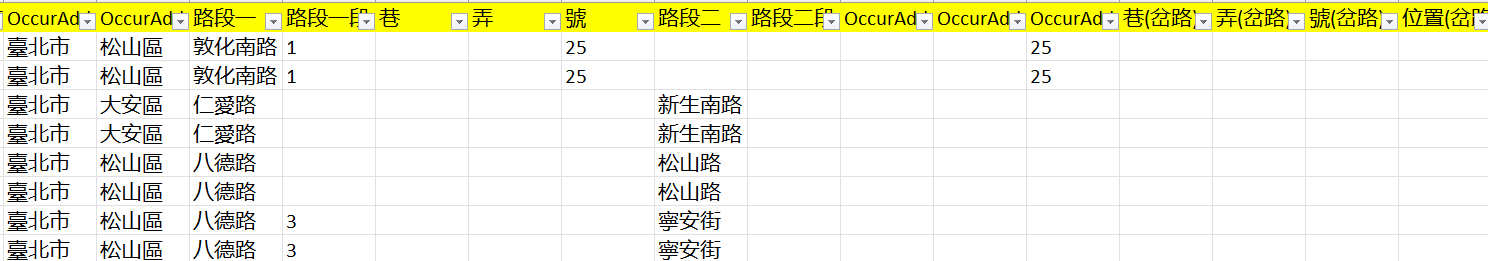 OccurAd OccurAd 路段一 路段一段 巷 弄 號 路段二 路段二段 OccurAd OccurAd OccurAd 巷(岔路) 弄(岔路) 號(岔路) 位置(岔路
臺北市 松山區 敦化南路 1 25 25
臺北市 松山區 敦化南路 1 25 25
臺北市 大安區 仁愛路 新生南路
臺北市 大安區 仁愛路 新生南路
臺北市 松山區 八德路 松山路
臺北市 松山區 八德路 松山路
臺北市 松山區 八德路 3 寧安街
臺北市 松山區 八德路 3 寧安街